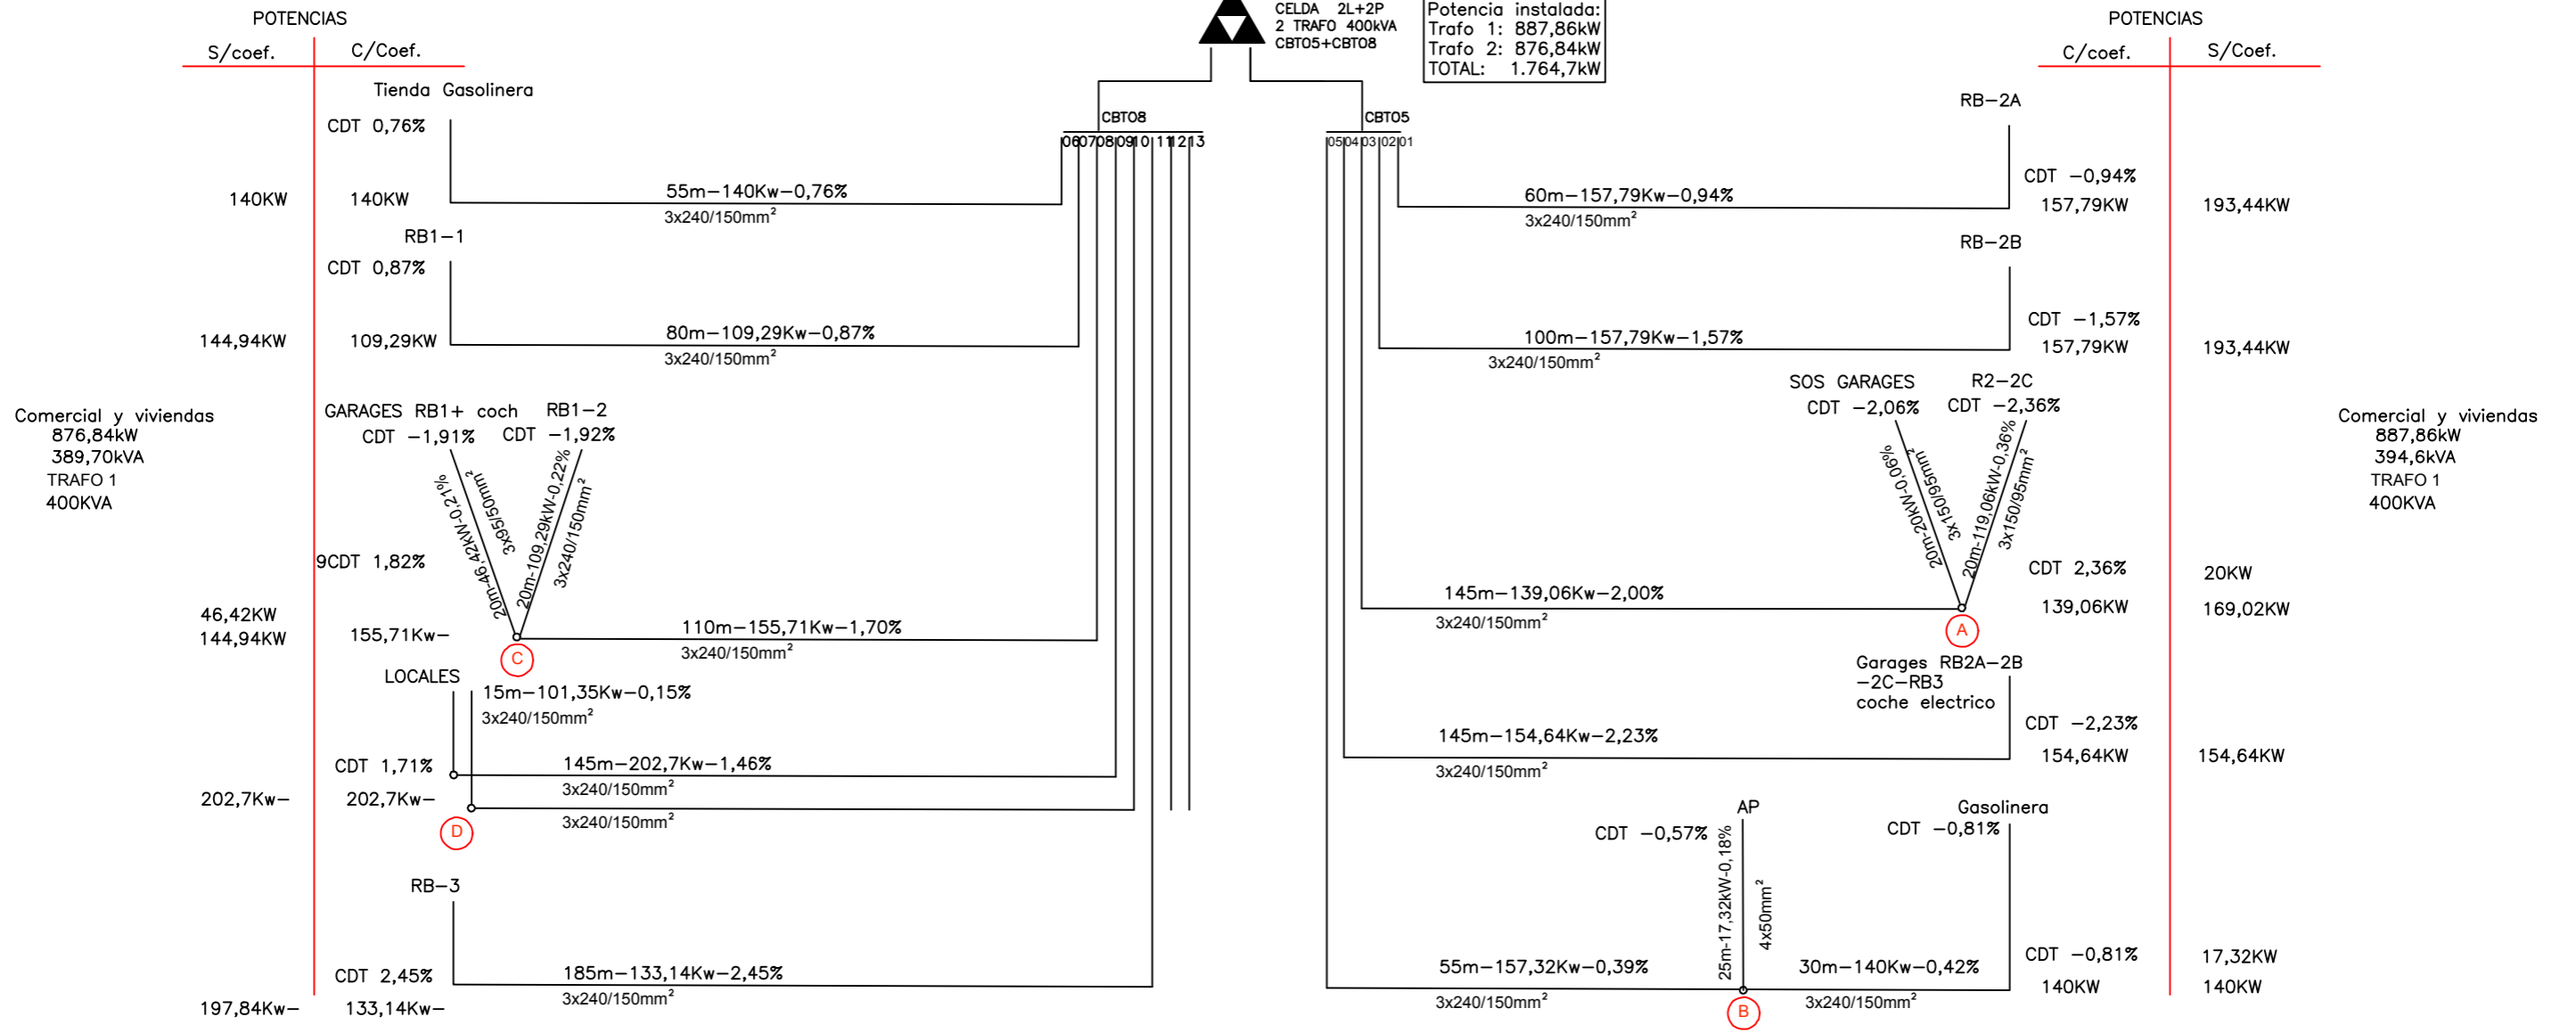 POTENCIAS
S/coef.
C/Coef.
CELDA 2L+2P
2 TRAFO 400kVA
CBT05+CBT08
Potencia instalada:
Trafo 1: 887,86kW
Trafo 2: 876,84kW
TOTAL: 1.764,7kW
POTENCIAS
C/coef.
S/Coef.
Tienda Gasolinera
CDT 0,76%
140KW
140KW
55m-140Kw-0,76%
3x240/150mm²
CBT08
06 07 08 09 10 11 12 13
CBT05
05 04 03 02 01
RB-2A
CDT -0,94%
60m-157,79Kw-0,94%
3x240/150mm²
157,79KW
193,44KW
RB1-1
CDT 0,87%
144,94KW
109,29KW
80m-109,29Kw-0,87%
3x240/150mm²
RB-2B
CDT -1,57%
100m-157,79Kw-1,57%
3x240/150mm²
157,79KW
193,44KW
Comercial y viviendas
876,84kW
389,70kVA
TRAFO 1
400KVA
GARAGES RB1+ coch
CDT -1,91%
RB1-2
CDT -1,92%
20m-46,42kW-0,21%
3x95/50mm²
20m-109,29kW-0,22%
3x240/150mm²
9CDT 1,82%
46,42KW
144,94KW
155,71Kw-
110m-155,71Kw-1,70%
3x240/150mm²
C
SOS GARAGES
CDT -2,06%
R2-2C
CDT -2,36%
20m-20kW-0,06%
3x150/95mm²
20m-119,06kW-0,36%
3x150/95mm²
CDT 2,36%
20KW
145m-139,06Kw-2,00%
3x240/150mm²
139,06KW
169,02KW
A
Comercial y viviendas
887,86kW
394,6kVA
TRAFO 1
400KVA
LOCALES
15m-101,35Kw-0,15%
3x240/150mm²
CDT 1,71%
145m-202,7Kw-1,46%
3x240/150mm²
202,7Kw-
202,7Kw-
3x240/150mm²
D
Garages RB2A-2B
-2C-RB3
coche electrico
CDT -2,23%
145m-154,64Kw-2,23%
3x240/150mm²
154,64KW
154,64KW
RB-3
CDT 2,45%
185m-133,14Kw-2,45%
3x240/150mm²
197,84Kw-
133,14Kw-
AP
CDT -0,57%
25m-17,32kW-0,18%
4x50mm²
Gasolinera
CDT -0,81%
55m-157,32Kw-0,39%
3x240/150mm²
30m-140Kw-0,42%
3x240/150mm²
CDT -0,81%
17,32KW
140KW
140KW
B